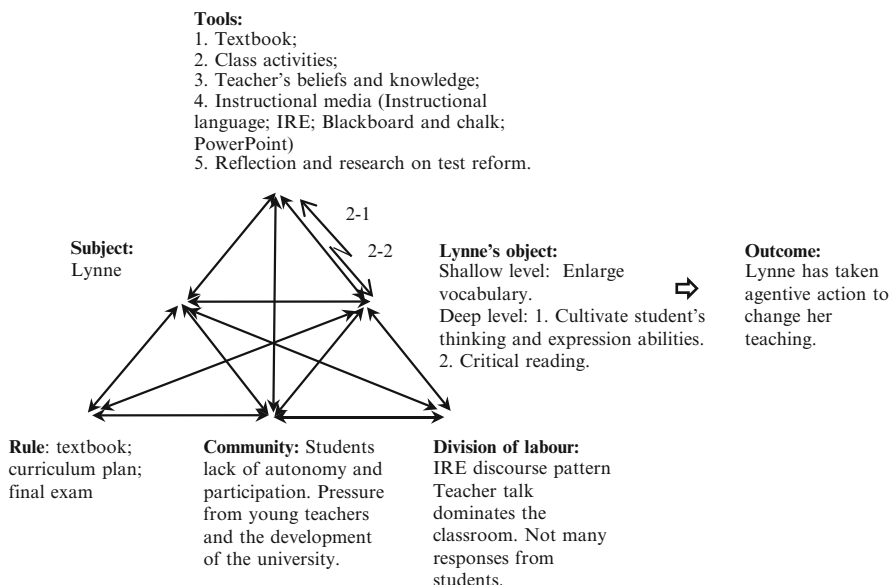 Tools:
1. Textbook;
2. Class activities;
3. Teacher's beliefs and knowledge;
4. Instructional media (Instructional
language; IRE; Blackboard and chalk;
PowerPoint)
5. Reflection and research on test reform.
2-1
2-2
Subject:
Lynne
Lynne's object:
Shallow level: Enlarge
vocabulary.
Deep level: 1. Cultivate student's
thinking and expression abilities.
2. Critical reading.
Outcome:
Lynne has taken
agentive action to
change her
teaching.
Rule: textbook;
curriculum plan;
final exam
Community: Students
lack of autonomy and
participation. Pressure
from young teachers
and the development
of the university.
Division of labour:
IRE discourse pattern
Teacher talk
dominates the
classroom. Not many
responses from
students.